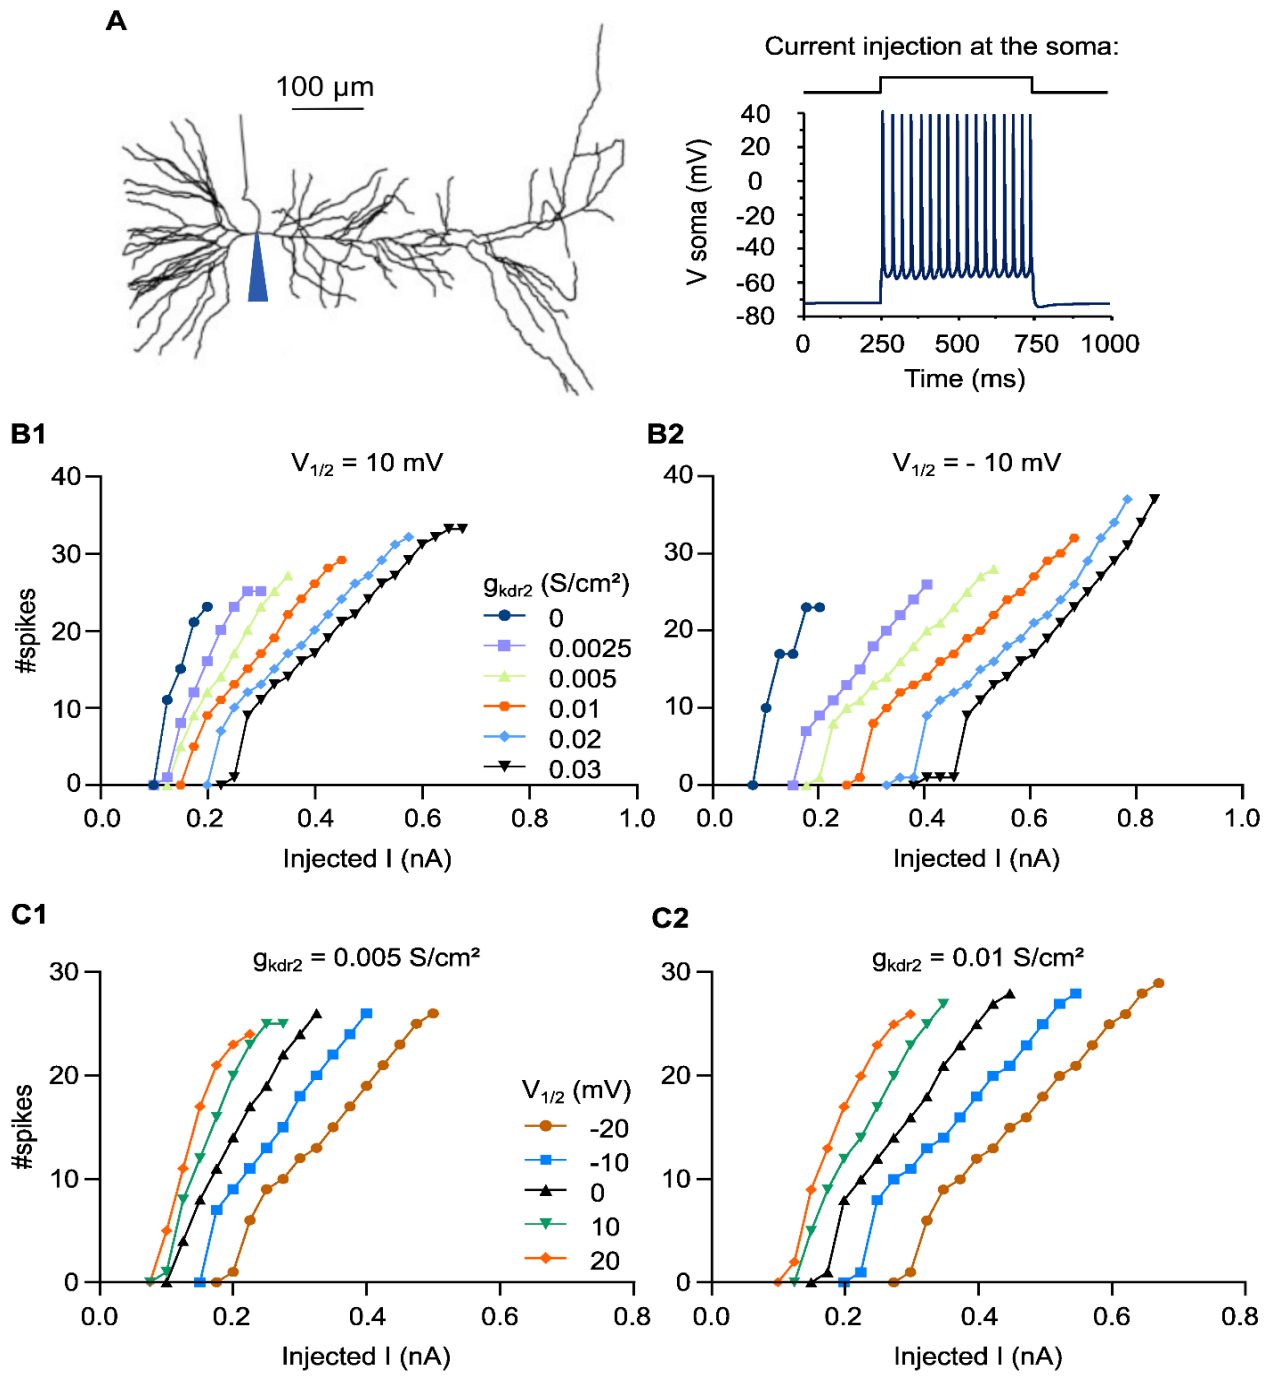 A
100 µm
Current injection at the soma:
V soma (mV)
40
20
0
-20
-40
-60
-80
0 250 500 750 1000
Time (ms)
B1
V1/2 = 10 mV
#spikes
40
30
20
10
0
0.0 0.2 0.4 0.6 0.8 1.0
Injected I (nA)
gkdr2 (S/cm²)
0
0.0025
0.005
0.01
0.02
0.03
B2
V1/2 = - 10 mV
40
30
20
10
0
0.0 0.2 0.4 0.6 0.8 1.0
Injected I (nA)
C1
gkdr2 = 0.005 S/cm²
#spikes
30
20
10
0
0.0 0.2 0.4 0.6 0.8
Injected I (nA)
V1/2 (mV)
-20
-10
0
10
20
C2
gkdr2 = 0.01 S/cm²
30
20
10
0
0.0 0.2 0.4 0.6 0.8
Injected I (nA)